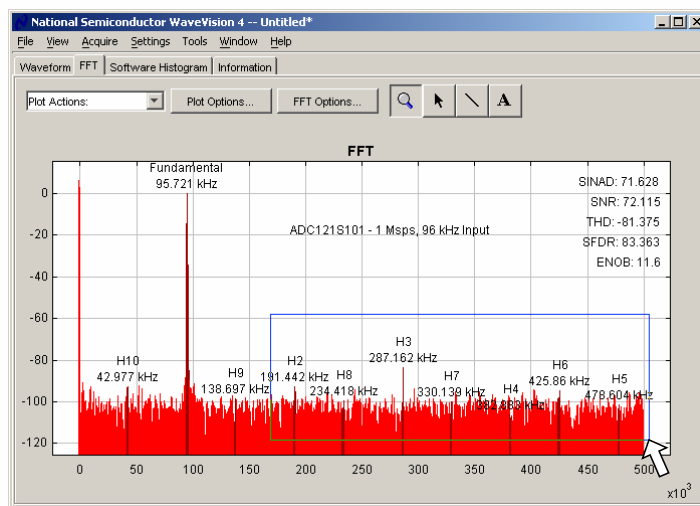 National Semiconductor WaveVision 4 -- Untitled*
File View Acquire Settings Tools Window Help
Waveform FFT Software Histogram Information
Plot Actions: Plot Options... FFT Options... A
FFT
Fundamental
95.721 kHz
SINAD: 71.628
SNR: 72.115
THD: -81.375
SFDR: 83.363
ENOB: 11.6
ADC121S101 - 1 Msps, 96 kHz Input
H10
42.977 kHz
H9
138.697 kHz
H2
191.442 kHz
H8
234.418 kHz
H3
287.162 kHz
H7
330.139 kHz
H4
H6
425.86 kHz
H5
478.604 kHz
0
-20
-40
-60
-80
-100
-120
0 50 100 150 200 250 300 350 400 450 500
x10^3